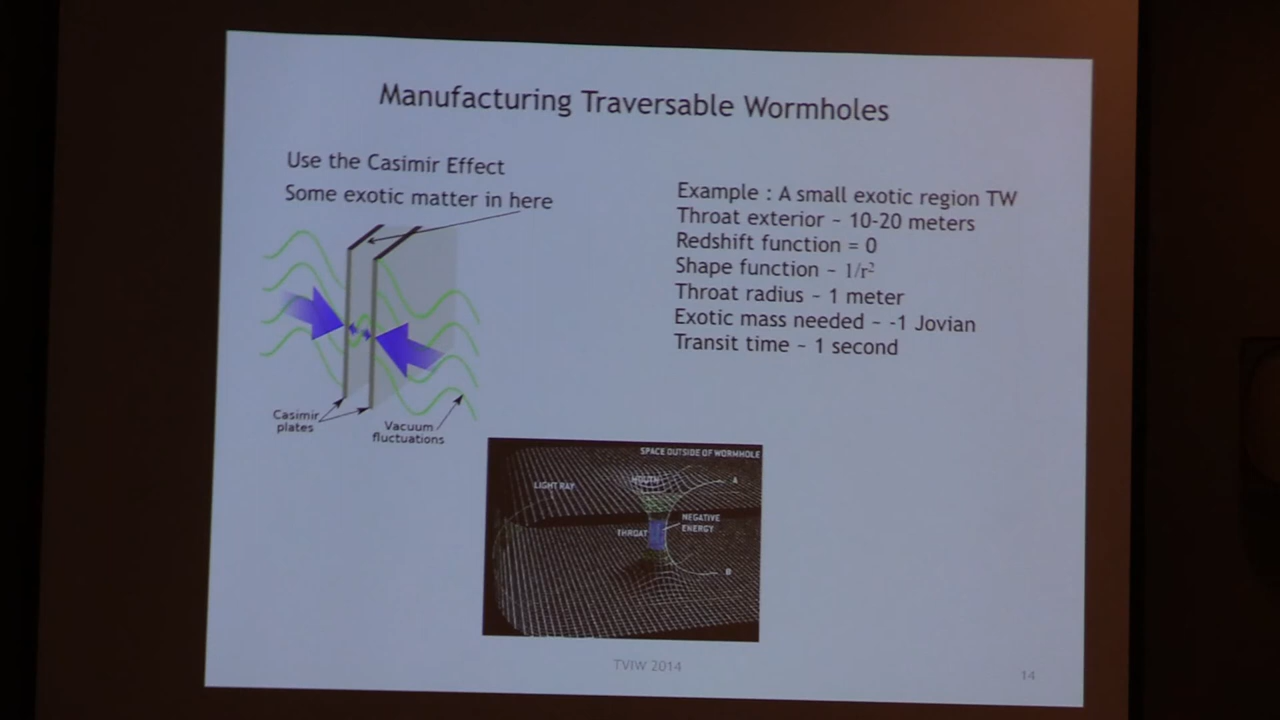 Manufacturing Traversable Wormholes
Use the Casimir Effect
Some exotic matter in here
Casimir
plates
Vacuum
fluctuations
Example : A small exotic region TW
Throat exterior ~ 10-20 meters
Redshift function = 0
Shape function ~ 1/r²
Throat radius ~ 1 meter
Exotic mass needed ~ -1 Jovian
Transit time ~ 1 second
SPACE OUTSIDE OF WORMHOLE
LIGHT RAY
MOUTH
A
NEGATIVE
ENERGY
THROAT
B
TVIW 2014
14